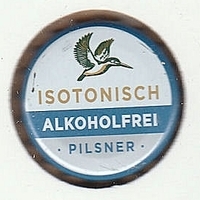 ISOTONISCH
ALKOHOLFREI
· PILSNER ·